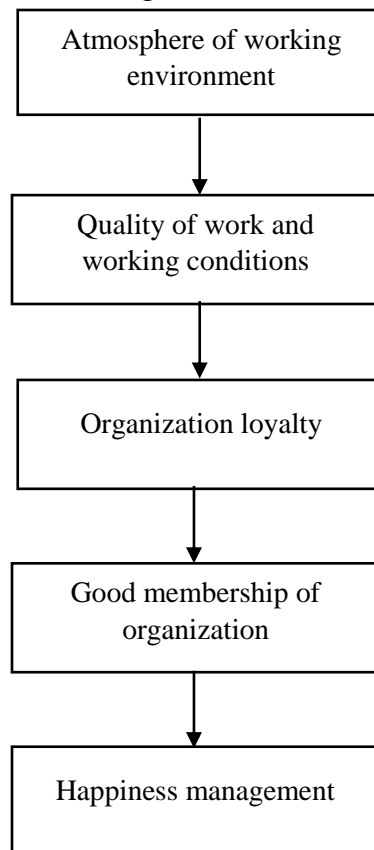 Atmosphere of working
environment
Quality of work and
working conditions
Organization loyalty
Good membership of
organization
Happiness management